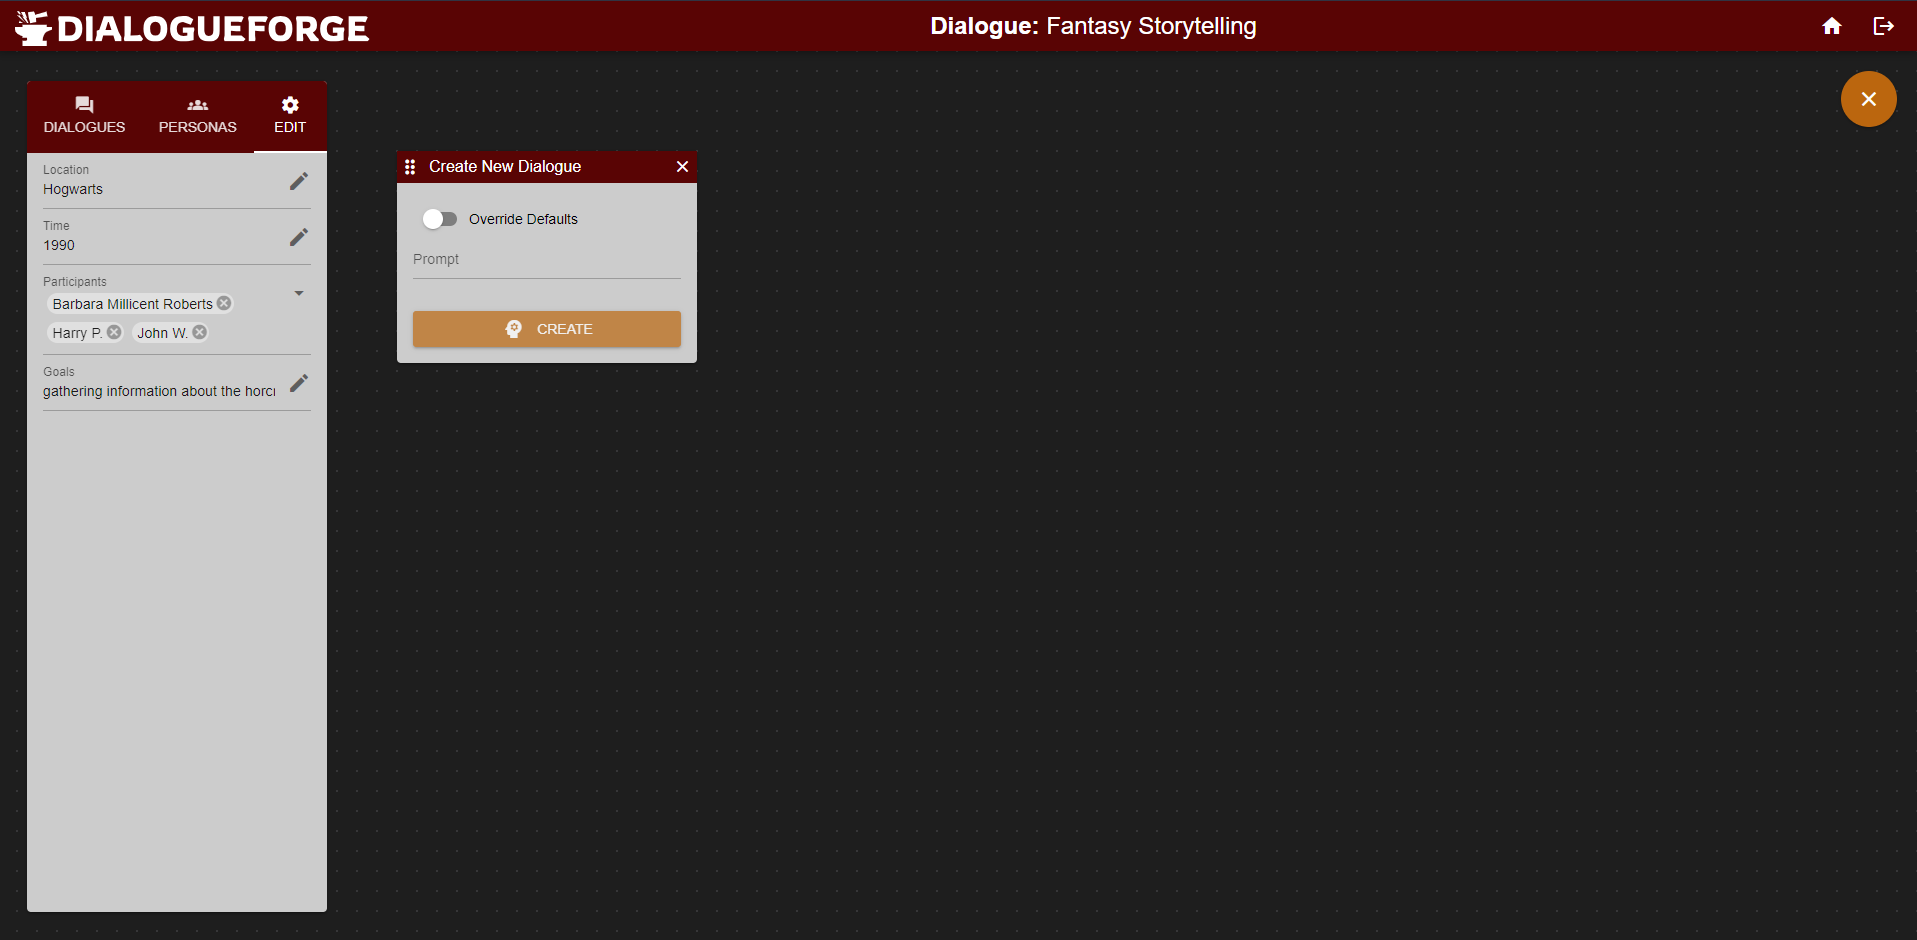 DIALOGUEFORGE
Dialogue: Fantasy Storytelling
DIALOGUES
PERSONAS
EDIT
Location
Hogwarts
Time
1990
Participants
Barbara Millicent Roberts
Harry P.
John W.
Goals
gathering information about the horcr
Create New Dialogue
Override Defaults
Prompt
CREATE